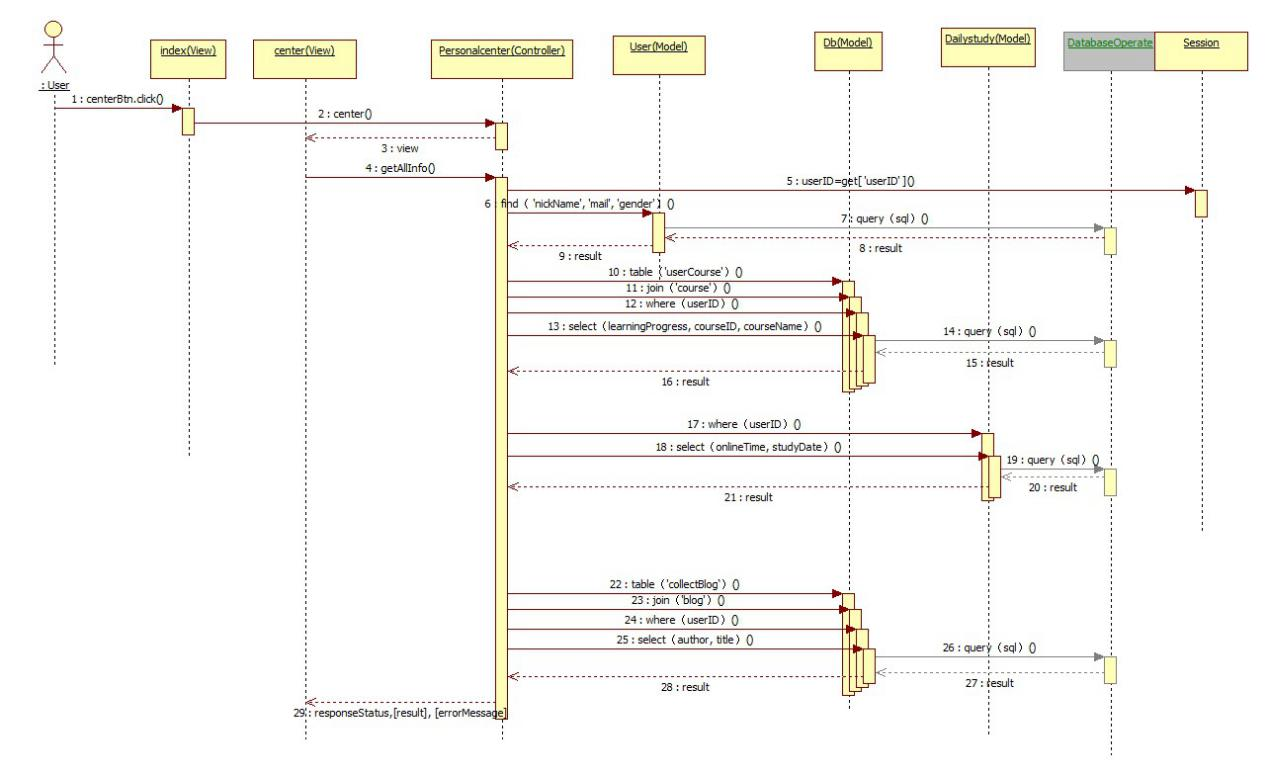 index(View)
center(View)
Personalcenter(Controller)
User(Model)
Db(Model)
Dailystudy(Model)
DatabaseOperate
Session
: User
1 : centerBtn.click()
2 : center()
3 : view
4 : getAllInfo()
5 : userID=get['userID']()
6 : find ( 'nickName', 'mail', 'gender') ()
7 : query (sql) ()
8 : result
9 : result
10 : table ('userCourse') ()
11 : join ('course') ()
12 : where (userID) ()
13 : select (learningProgress, courseID, courseName) ()
14 : query (sql) ()
15 : result
16 : result
17 : where (userID) ()
18 : select (onlineTime, studyDate) ()
19 : query (sql) ()
20 : result
21 : result
22 : table ('collectBlog') ()
23 : join ('blog') ()
24 : where (userID) ()
25 : select (author, title) ()
26 : query (sql) ()
27 : result
28 : result
29 : responseStatus,[result], [errorMessage]